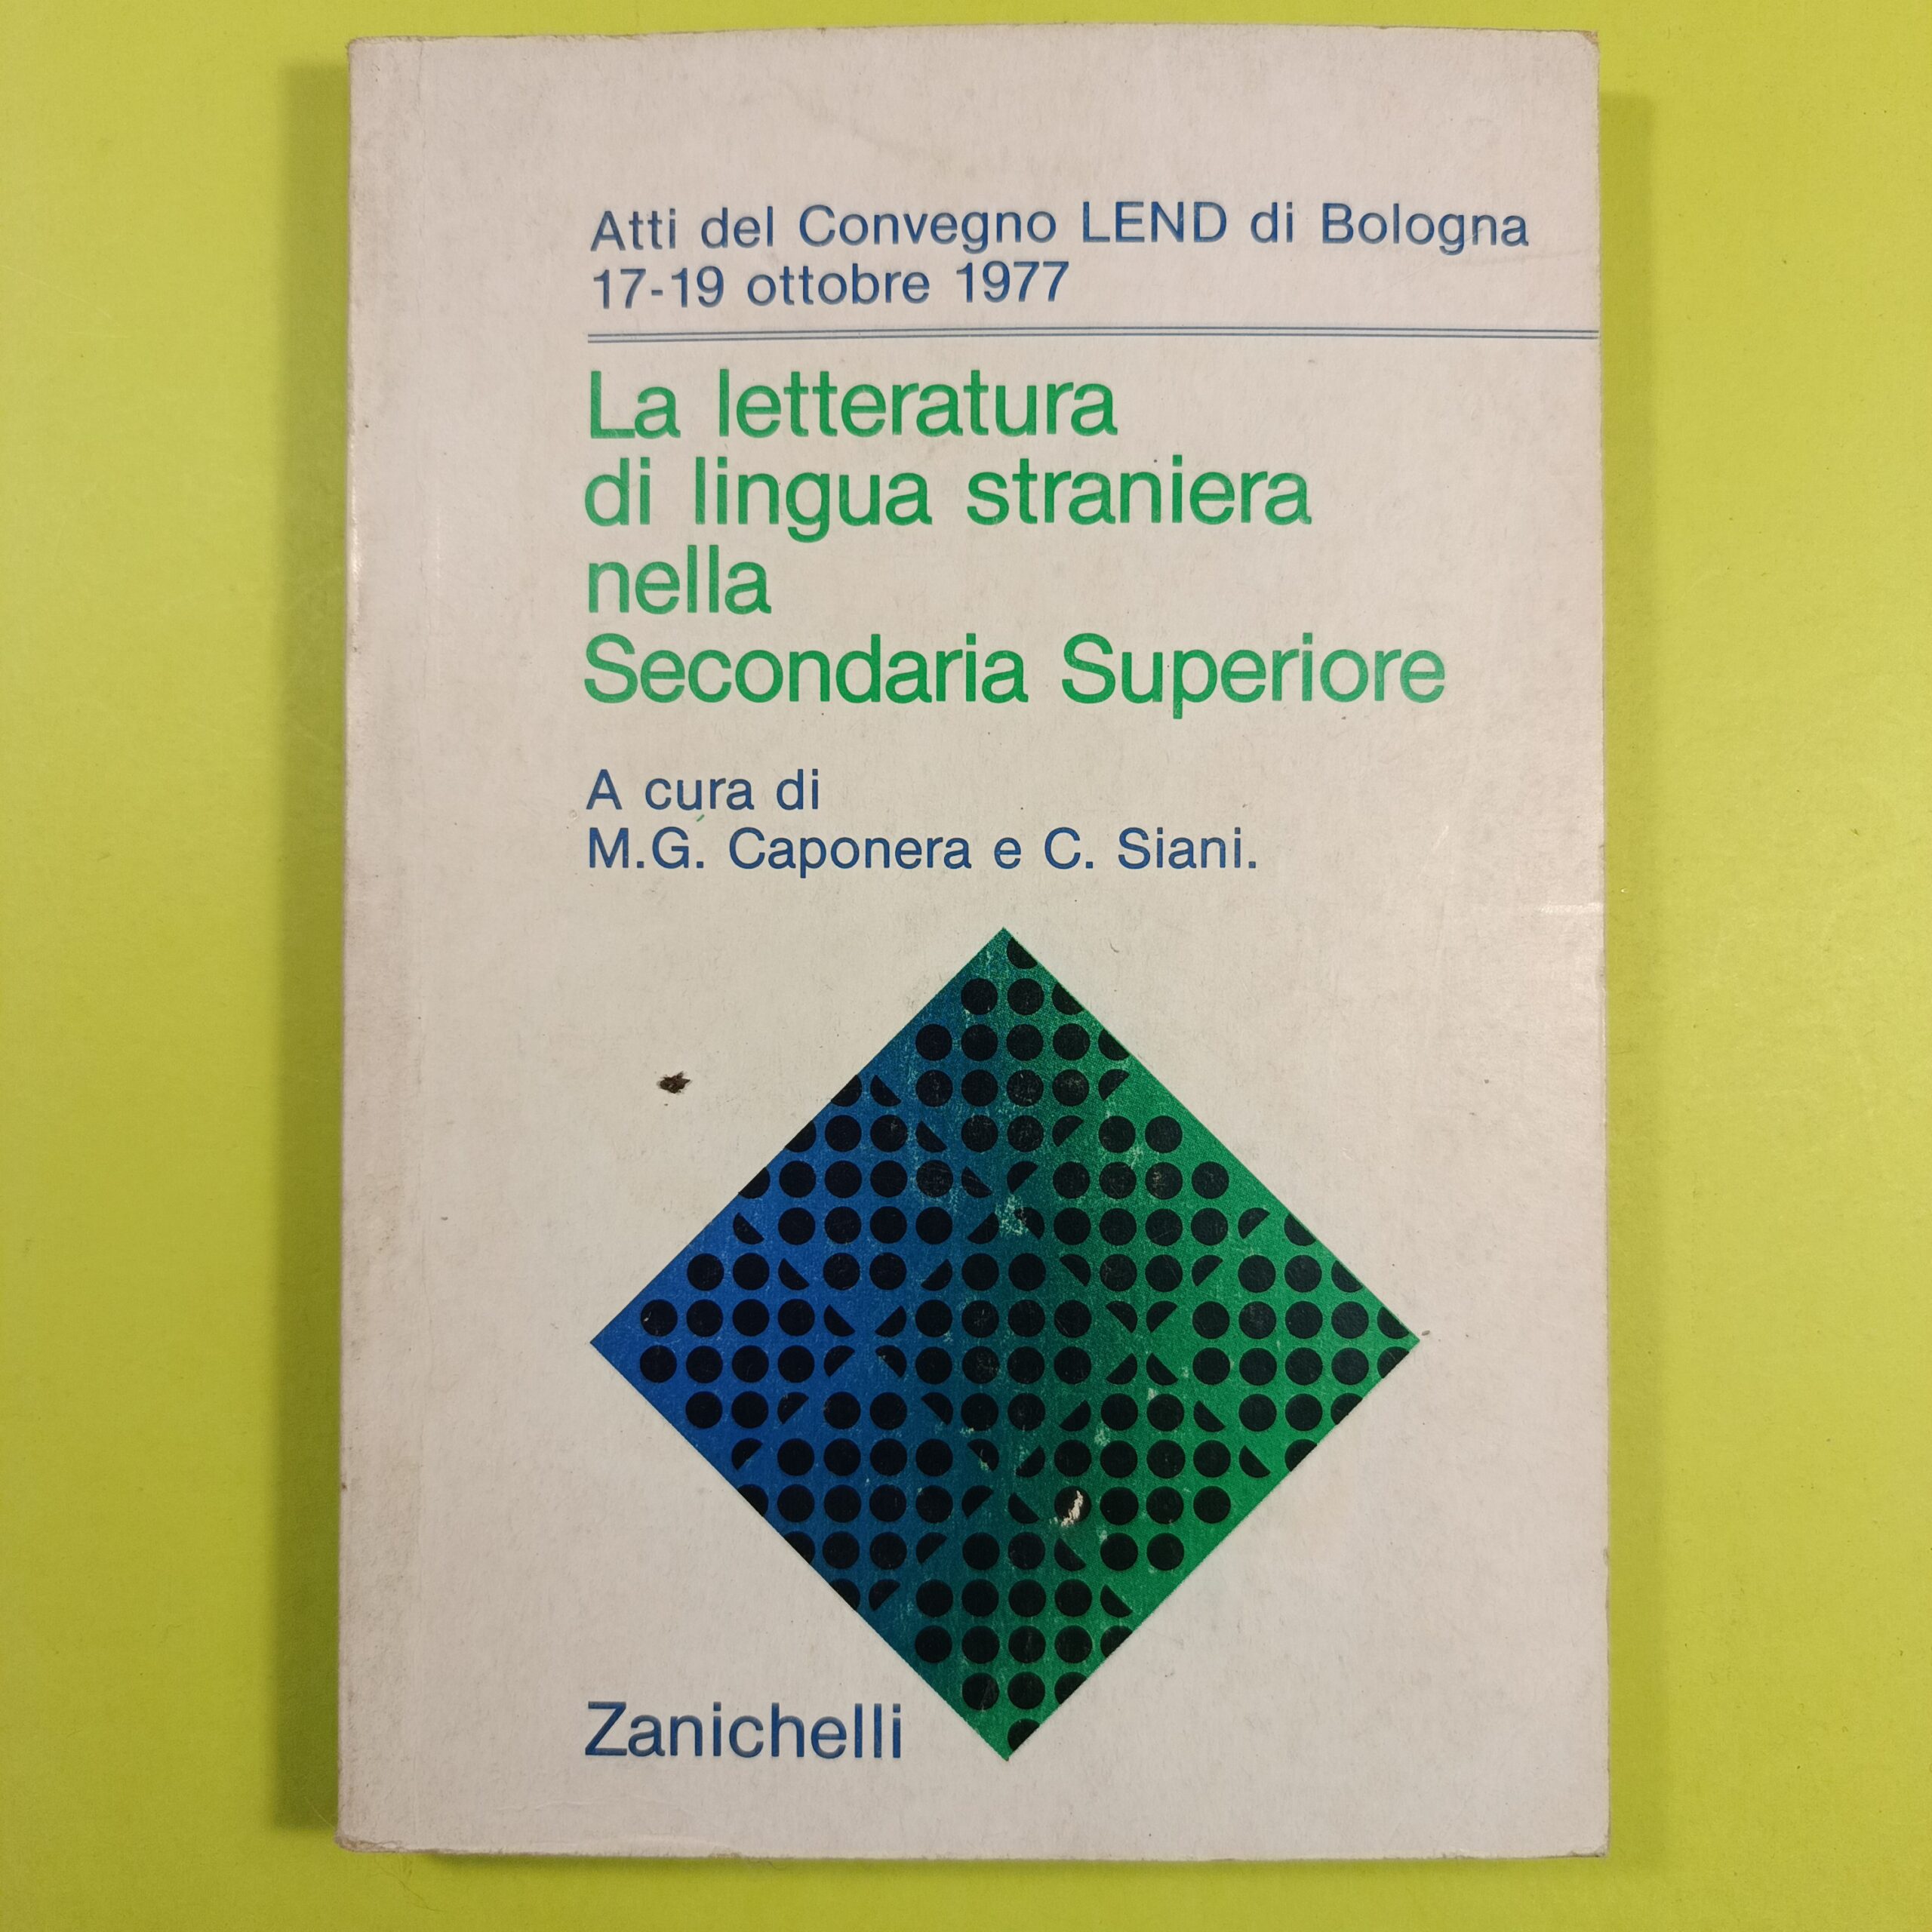 Atti del Convegno LEND di Bologna
17-19 ottobre 1977
La letteratura
di lingua straniera
nella
Secondaria Superiore
A cura di
M.G. Caponera e C. Siani.
Zanichelli